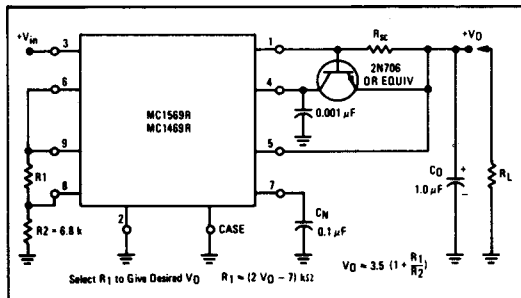 +Vin
3
1
RSC
+VO
2N706
OR EQUIV
6
4
0.001 µF
MC1569R
MC1469R
9
5
R1
8
7
CO
1.0 µF
+
−
RL
R2 = 6.8 k
2
CASE
CN
0.1 µF
Select R1 to Give Desired VO
R1 ≈ (2 VO − 7) kΩ
VO ≈ 3.5 (1 + R1/R2)